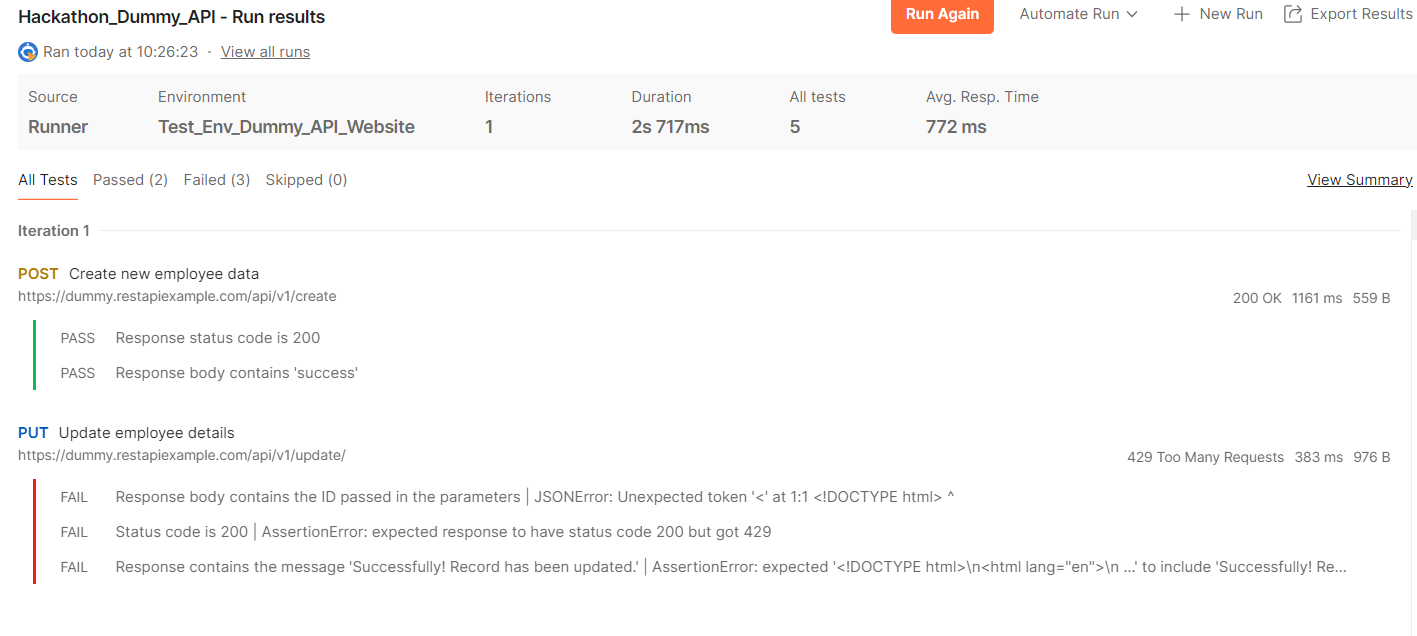 Hackathon_Dummy_API - Run results
Run Again
Automate Run
New Run
Export Results
Ran today at 10:26:23 · View all runs
Source Environment Iterations Duration All tests Avg. Resp. Time
Runner Test_Env_Dummy_API_Website 1 2s 717ms 5 772 ms
All Tests Passed (2) Failed (3) Skipped (0) View Summary
Iteration 1
POST Create new employee data
https://dummy.restapiexample.com/api/v1/create
200 OK 1161 ms 559 B
PASS Response status code is 200
PASS Response body contains 'success'
PUT Update employee details
https://dummy.restapiexample.com/api/v1/update/
429 Too Many Requests 383 ms 976 B
FAIL Response body contains the ID passed in the parameters | JSONError: Unexpected token '<' at 1:1 <!DOCTYPE html> ^
FAIL Status code is 200 | AssertionError: expected response to have status code 200 but got 429
FAIL Response contains the message 'Successfully! Record has been updated.' | AssertionError: expected '<!DOCTYPE html>\n<html lang="en">\n ...' to include 'Successfully! Re...